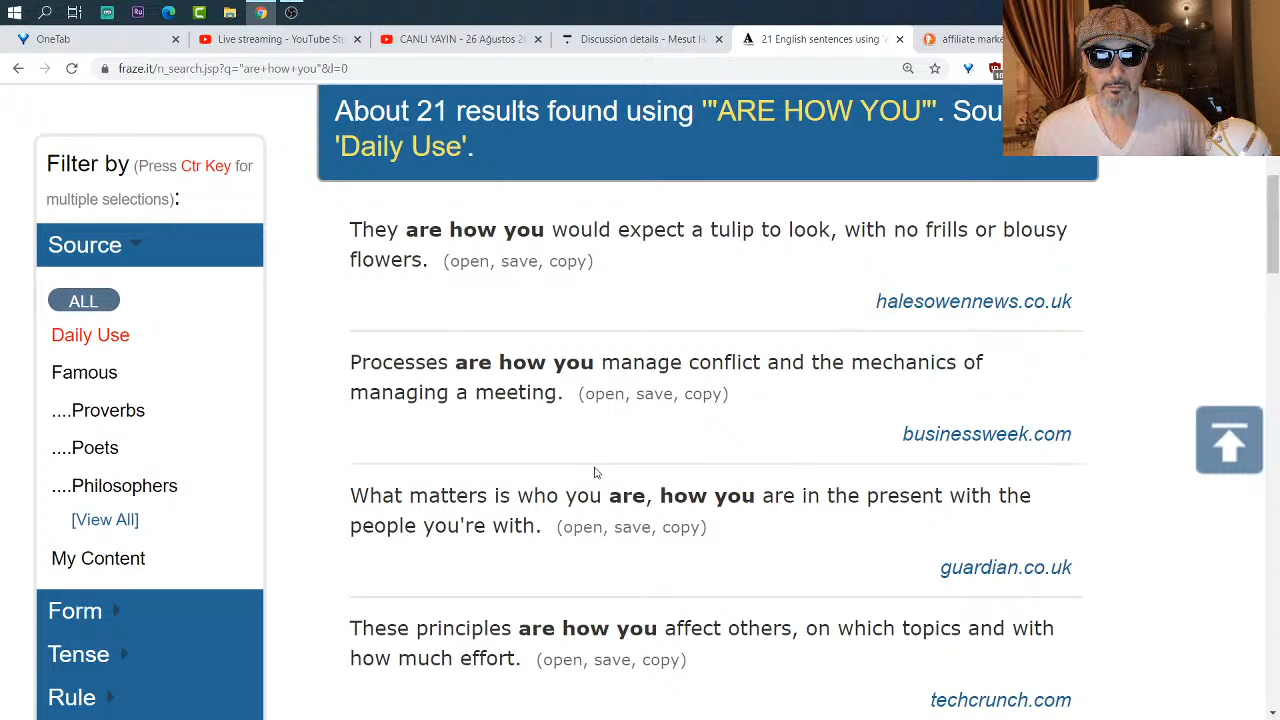 OneTab
Live streaming - YouTube Stu
CANLI YAYIN - 26 Ağustos 20
Discussion details - Mesut H
21 English sentences using 'a
affiliate marke
fraze.it/n_search.jsp?q="are+how+you"&l=0
10
About 21 results found using '"ARE HOW YOU"'. Sou
'Daily Use'.
Filter by (Press Ctr Key for
multiple selections):
Source
ALL
Daily Use
Famous
....Proverbs
....Poets
....Philosophers
[View All]
My Content
Form
Tense
Rule
They are how you would expect a tulip to look, with no frills or blousy
flowers. (open, save, copy)
halesowennews.co.uk
Processes are how you manage conflict and the mechanics of
managing a meeting. (open, save, copy)
businessweek.com
What matters is who you are, how you are in the present with the
people you're with. (open, save, copy)
guardian.co.uk
These principles are how you affect others, on which topics and with
how much effort. (open, save, copy)
techcrunch.com